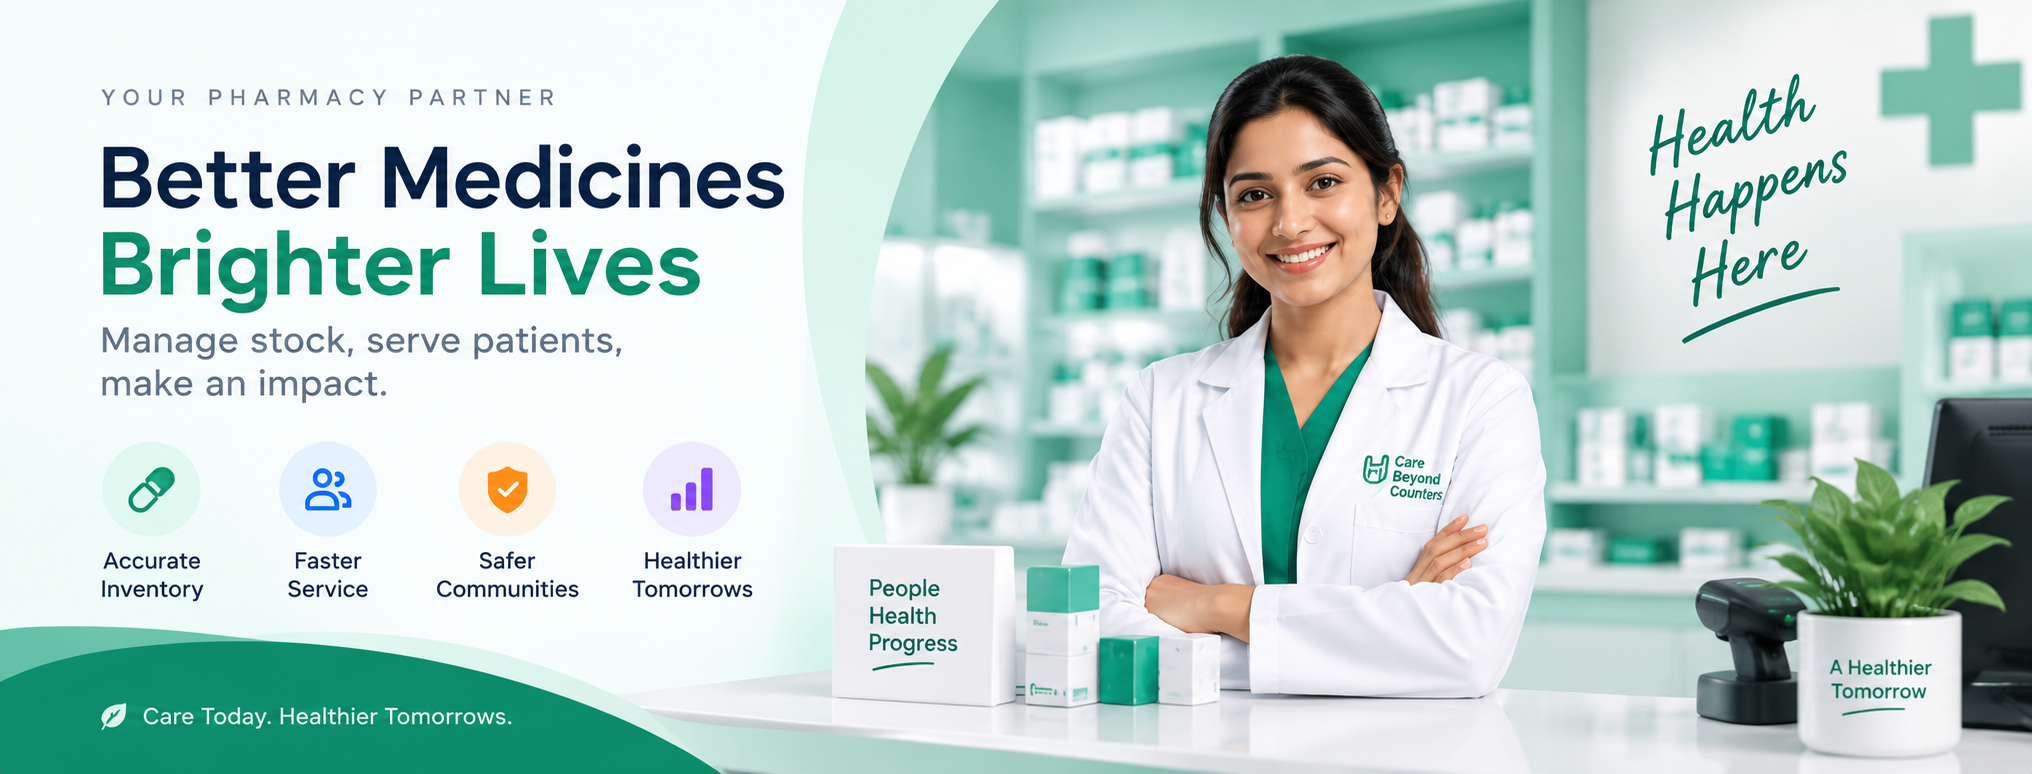 YOUR PHARMACY PARTNER
Better Medicines
Brighter Lives
Manage stock, serve patients,
make an impact.
Accurate
Inventory
Faster
Service
Safer
Communities
Healthier
Tomorrows
Care Today. Healthier Tomorrows.
Health
Happens
Here
Care
Beyond
Counters
People
Health
Progress
A Healthier
Tomorrow